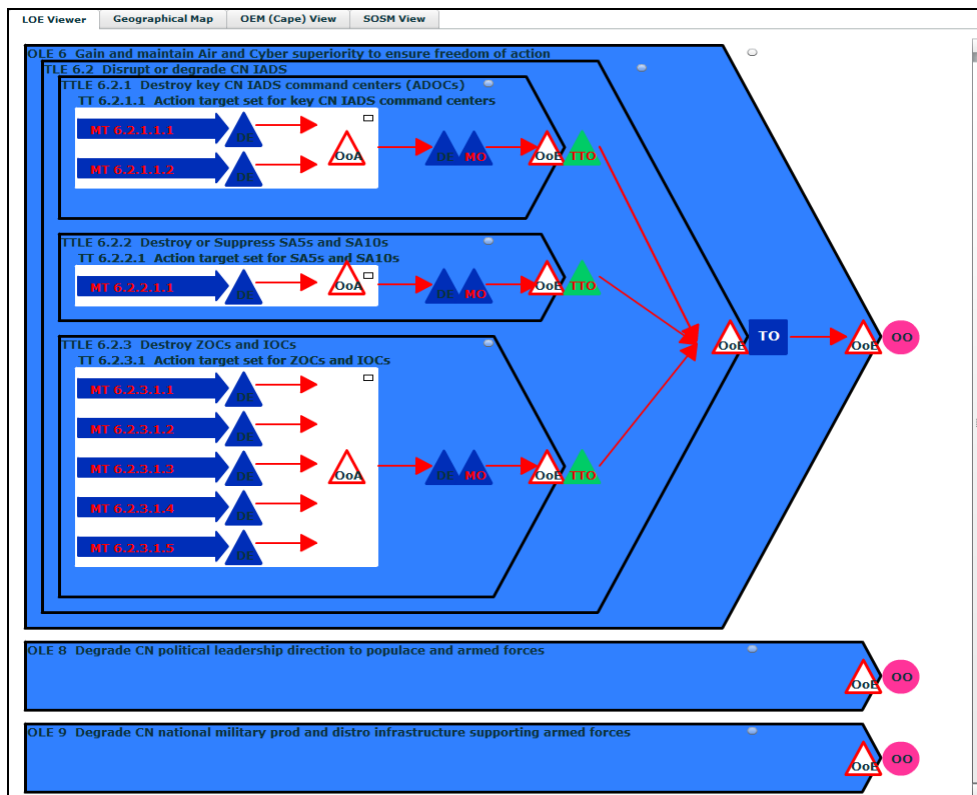 LOE Viewer Geographical Map OEM (Cape) View SOSM View
OLE 6 Gain and maintain Air and Cyber superiority to ensure freedom of action
TLE 6.2 Disrupt or degrade CN IADS
TTLE 6.2.1 Destroy key CN IADS command centers (ADOCs)
TT 6.2.1.1 Action target set for key CN IADS command centers
MT 6.2.1.1.1 DE
OoA DE MO OoE TTO
MT 6.2.1.1.2 DE
TTLE 6.2.2 Destroy or Suppress SA5s and SA10s
TT 6.2.2.1 Action target set for SA5s and SA10s
MT 6.2.2.1.1 DE OoA DE MO OoE TTO
OoE TO OoE OO
TTLE 6.2.3 Destroy ZOCs and IOCs
TT 6.2.3.1 Action target set for ZOCs and IOCs
MT 6.2.3.1.1 DE
MT 6.2.3.1.2 DE
MT 6.2.3.1.3 DE OoA DE MO OoE TTO
MT 6.2.3.1.4 DE
MT 6.2.3.1.5 DE
OLE 8 Degrade CN political leadership direction to populace and armed forces
OoE OO
OLE 9 Degrade CN national military prod and distro infrastructure supporting armed forces
OoE OO